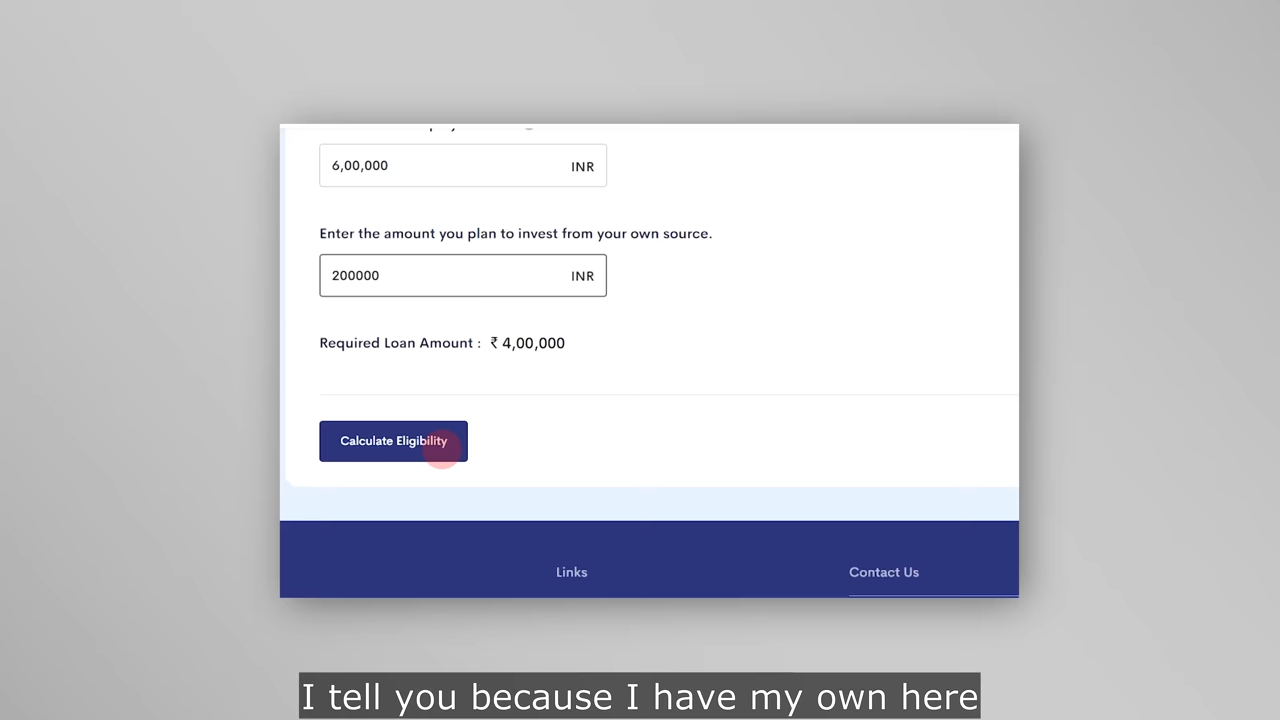 6,00,000 INR
Enter the amount you plan to invest from your own source.
200000 INR
Required Loan Amount : ₹ 4,00,000
Calculate Eligibility
Links Contact Us
I tell you because I have my own here